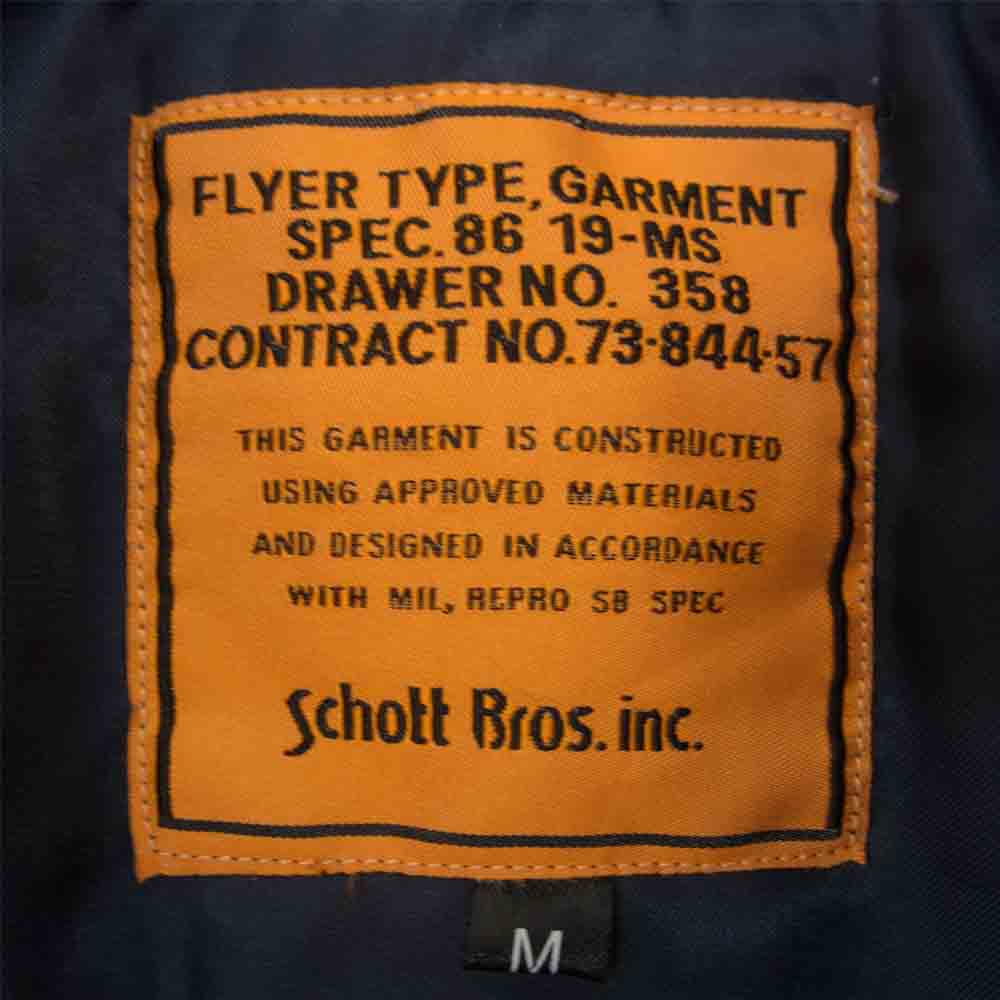 FLYER TYPE, GARMENT
SPEC. 86 19-MS
DRAWER NO. 358
CONTRACT NO. 73-844-57
THIS GARMENT IS CONSTRUCTED
USING APPROVED MATERIALS
AND DESIGNED IN ACCORDANCE
WITH MIL, REPRO SB SPEC
Schott Bros. inc.
M